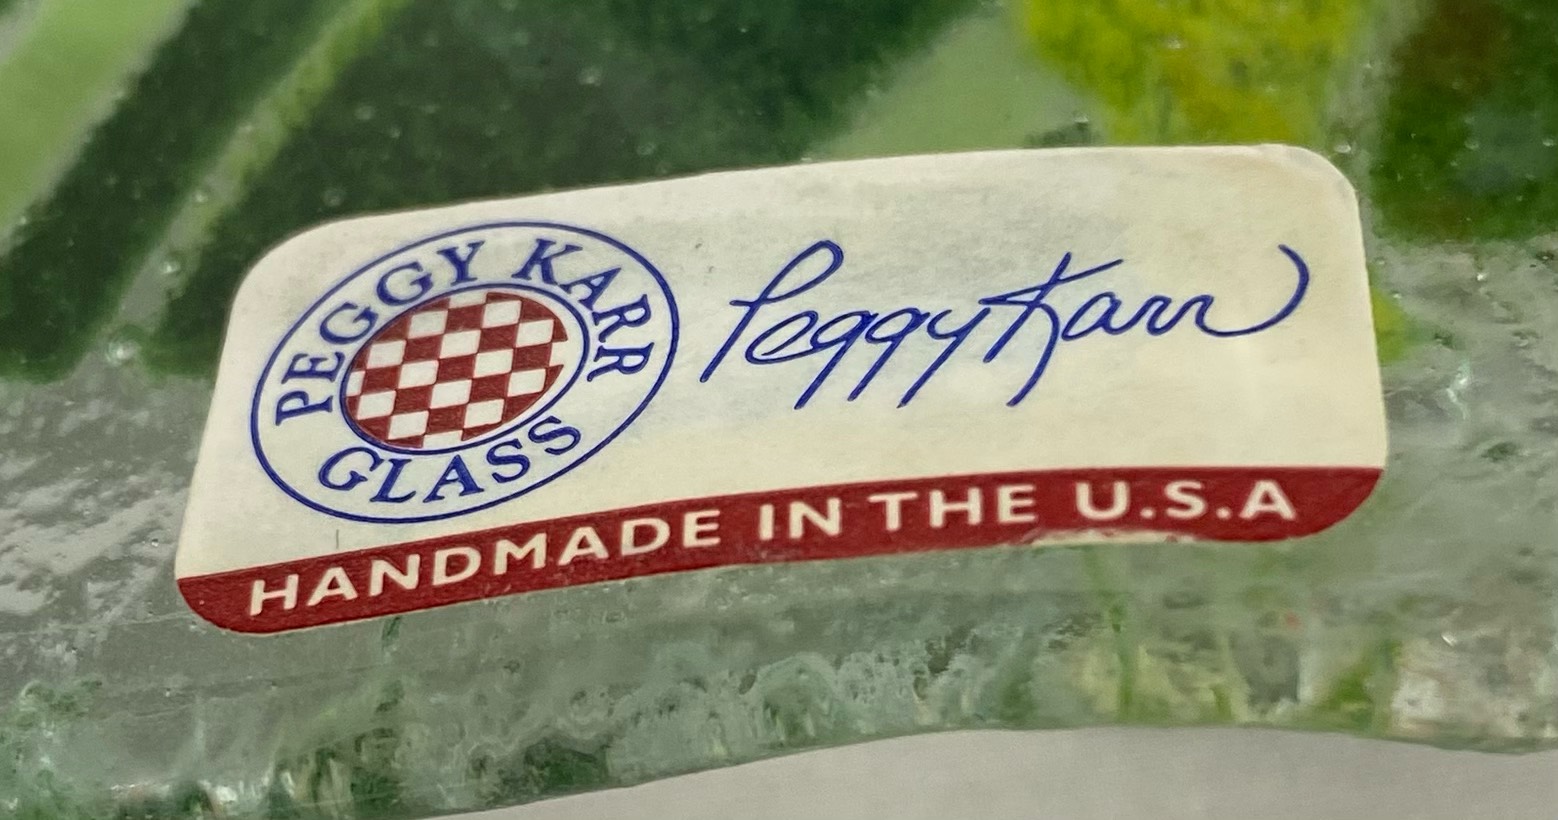 PEGGY KARR
GLASS
Peggy Karr
HANDMADE IN THE U.S.A